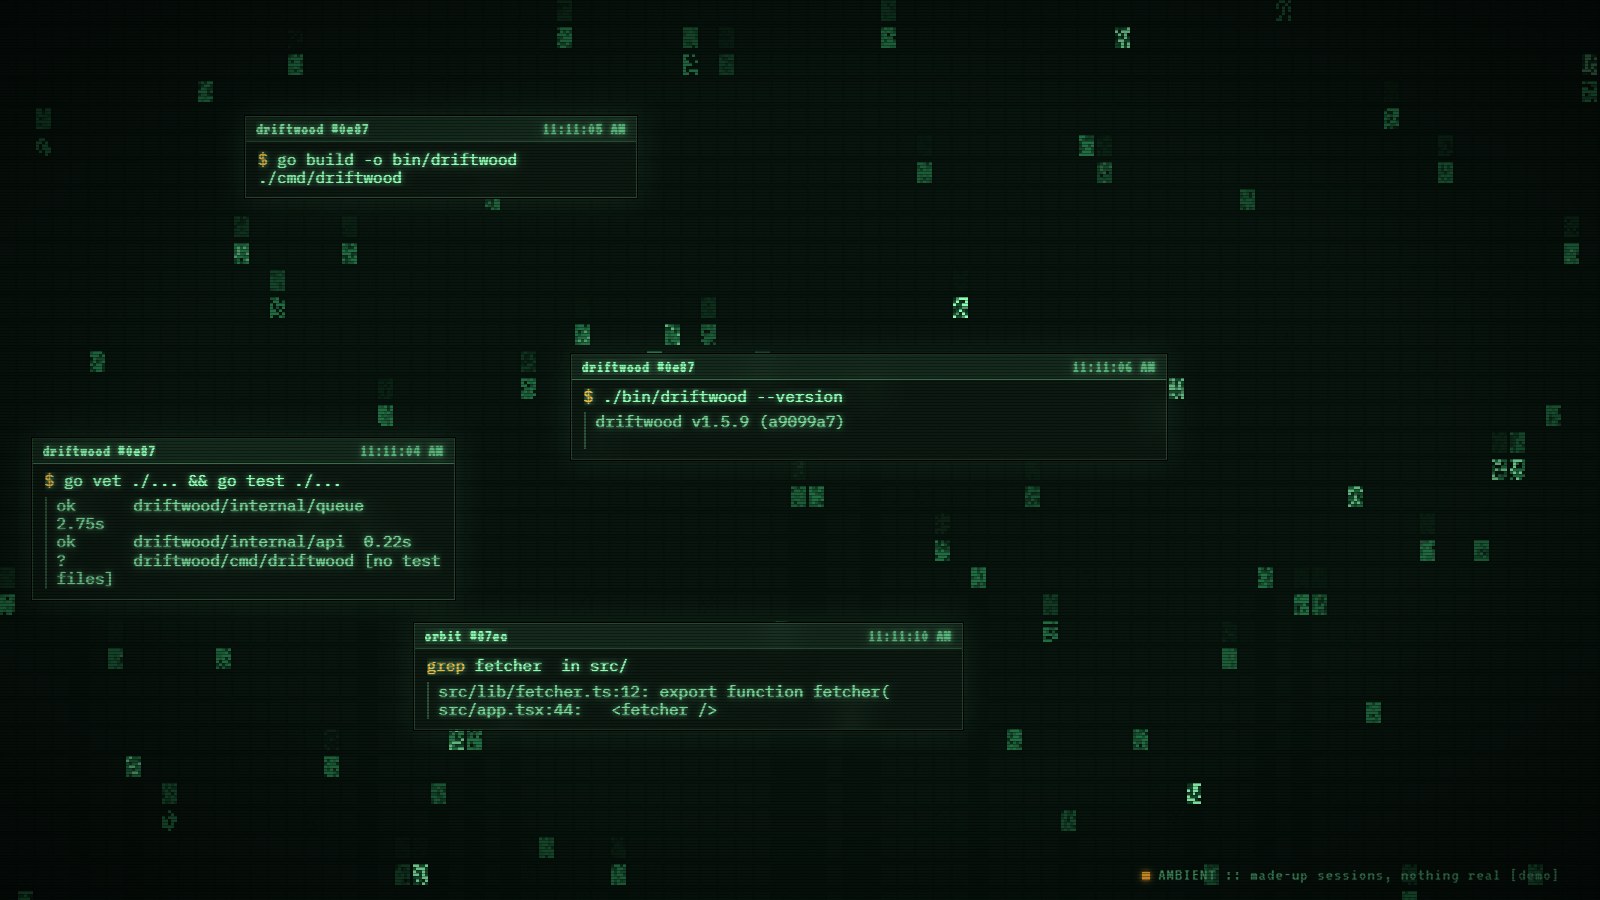 driftwood #0e87 11:11:05 AM
$ go build -o bin/driftwood
./cmd/driftwood
driftwood #0e87 11:11:06 AM
$ ./bin/driftwood --version
driftwood v1.5.9 (a9099a7)
driftwood #0e87 11:11:04 AM
$ go vet ./... && go test ./...
ok driftwood/internal/queue
2.75s
ok driftwood/internal/api 0.22s
? driftwood/cmd/driftwood [no test
files]
orbit #87ec 11:11:10 AM
grep fetcher in src/
src/lib/fetcher.ts:12: export function fetcher(
src/app.tsx:44: <fetcher />
AMBIENT :: made-up sessions, nothing real [demo]